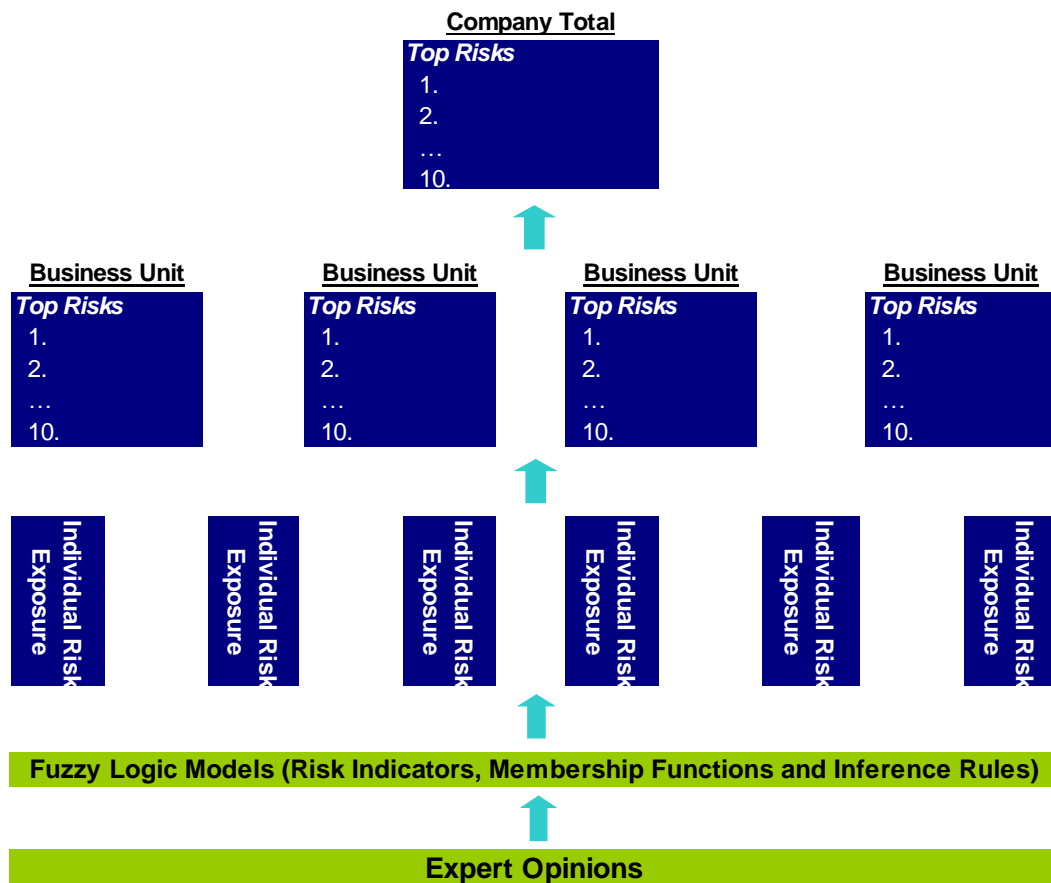 Company Total
Top Risks
1.
2.
…
10.
Business Unit
Top Risks
1.
2.
…
10.
Business Unit
Top Risks
1.
2.
…
10.
Business Unit
Top Risks
1.
2.
…
10.
Business Unit
Top Risks
1.
2.
…
10.
Individual Risk
Exposure
Individual Risk
Exposure
Individual Risk
Exposure
Individual Risk
Exposure
Individual Risk
Exposure
Individual Risk
Exposure
Fuzzy Logic Models (Risk Indicators, Membership Functions and Inference Rules)
Expert Opinions